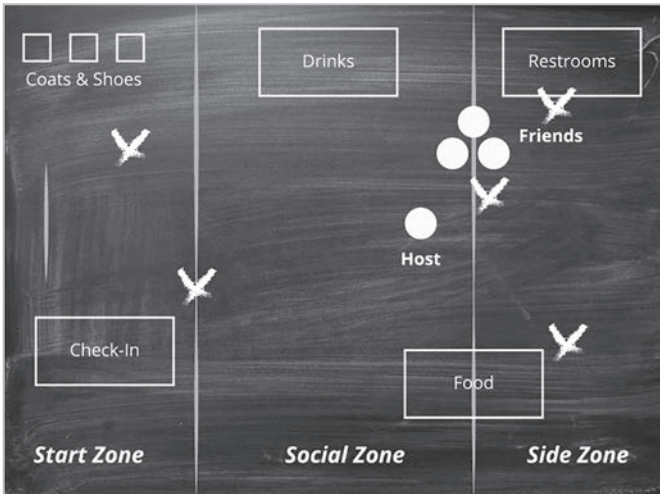 Coats & Shoes
Drinks
Restrooms
Friends
Host
Check-In
Food
Start Zone
Social Zone
Side Zone